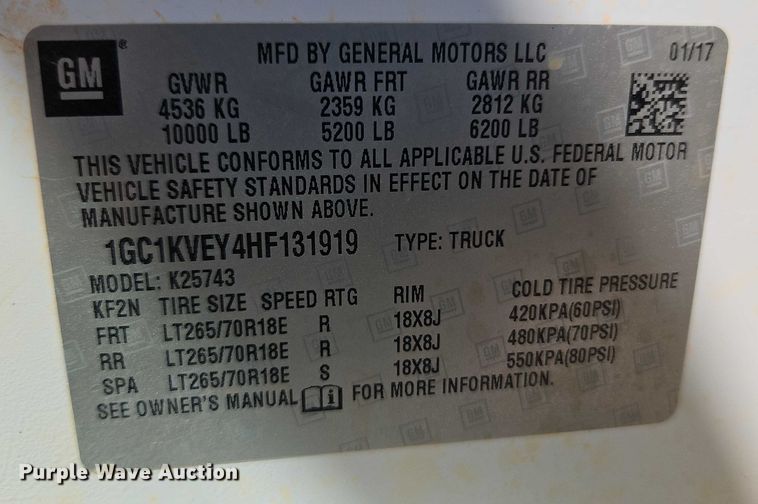 GM ® MFD BY GENERAL MOTORS LLC 01/17
GVWR GAWR FRT GAWR RR
4536 KG 2359 KG 2812 KG
10000 LB 5200 LB 6200 LB
THIS VEHICLE CONFORMS TO ALL APPLICABLE U.S. FEDERAL MOTOR
VEHICLE SAFETY STANDARDS IN EFFECT ON THE DATE OF
MANUFACTURE SHOWN ABOVE.
1GC1KVEY4HF131919 TYPE: TRUCK
MODEL: K25743
KF2N TIRE SIZE SPEED RTG RIM COLD TIRE PRESSURE
FRT LT265/70R18E R 18X8J 420KPA(60PSI)
RR LT265/70R18E R 18X8J 480KPA(70PSI)
SPA LT265/70R18E S 18X8J 550KPA(80PSI)
SEE OWNER'S MANUAL FOR MORE INFORMATION.
Purple Wave Auction